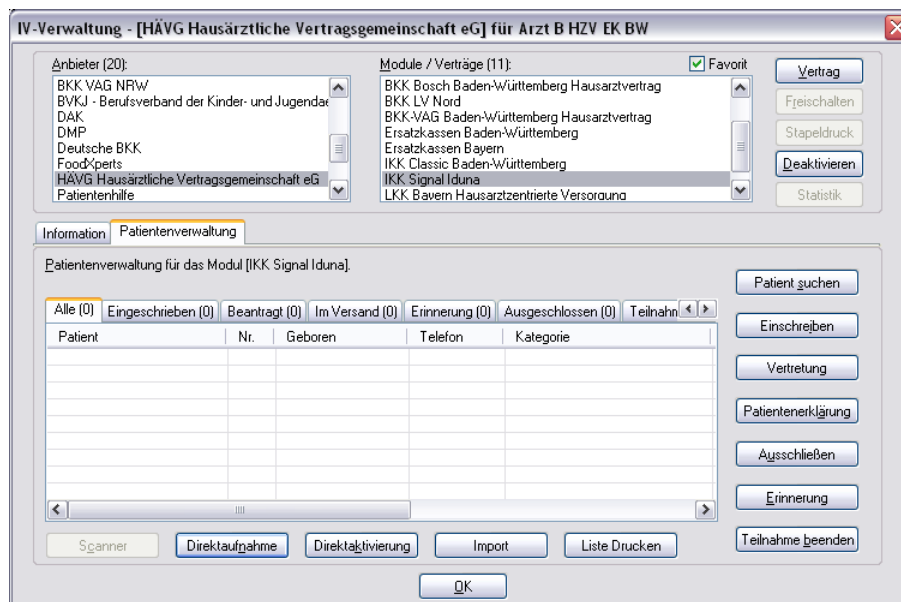 IV-Verwaltung - [HÄVG Hausärztliche Vertragsgemeinschaft eG] für Arzt B HZV EK BW
Anbieter (20):
BKK VAG NRW
BVKJ - Berufsverband der Kinder- und Jugendae
DAK
DMP
Deutsche BKK
FoodXperts
HÄVG Hausärztliche Vertragsgemeinschaft eG
Patientenhilfe
Module / Verträge (11):
Favorit
BKK Bosch Baden-Württemberg Hausarztvertrag
BKK LV Nord
BKK-VAG Baden-Württemberg Hausarztvertrag
Ersatzkassen Baden-Württemberg
Ersatzkassen Bayern
IKK Classic Baden-Württemberg
IKK Signal Iduna
LKK Bayern Hausarztzentrierte Versorgung
Vertrag
Freischalten
Stapeldruck
Deaktivieren
Statistik
Information
Patientenverwaltung
Patientenverwaltung für das Modul [IKK Signal Iduna].
Alle (0)
Eingeschrieben (0)
Beantragt (0)
Im Versand (0)
Erinnerung (0)
Ausgeschlossen (0)
Teilnahm
Patient
Nr.
Geboren
Telefon
Kategorie
Patient suchen
Einschreiben
Vertretung
Patientenerklärung
Ausschließen
Erinnerung
Teilnahme beenden
Scanner
Direktaufnahme
Direktaktivierung
Import
Liste Drucken
OK